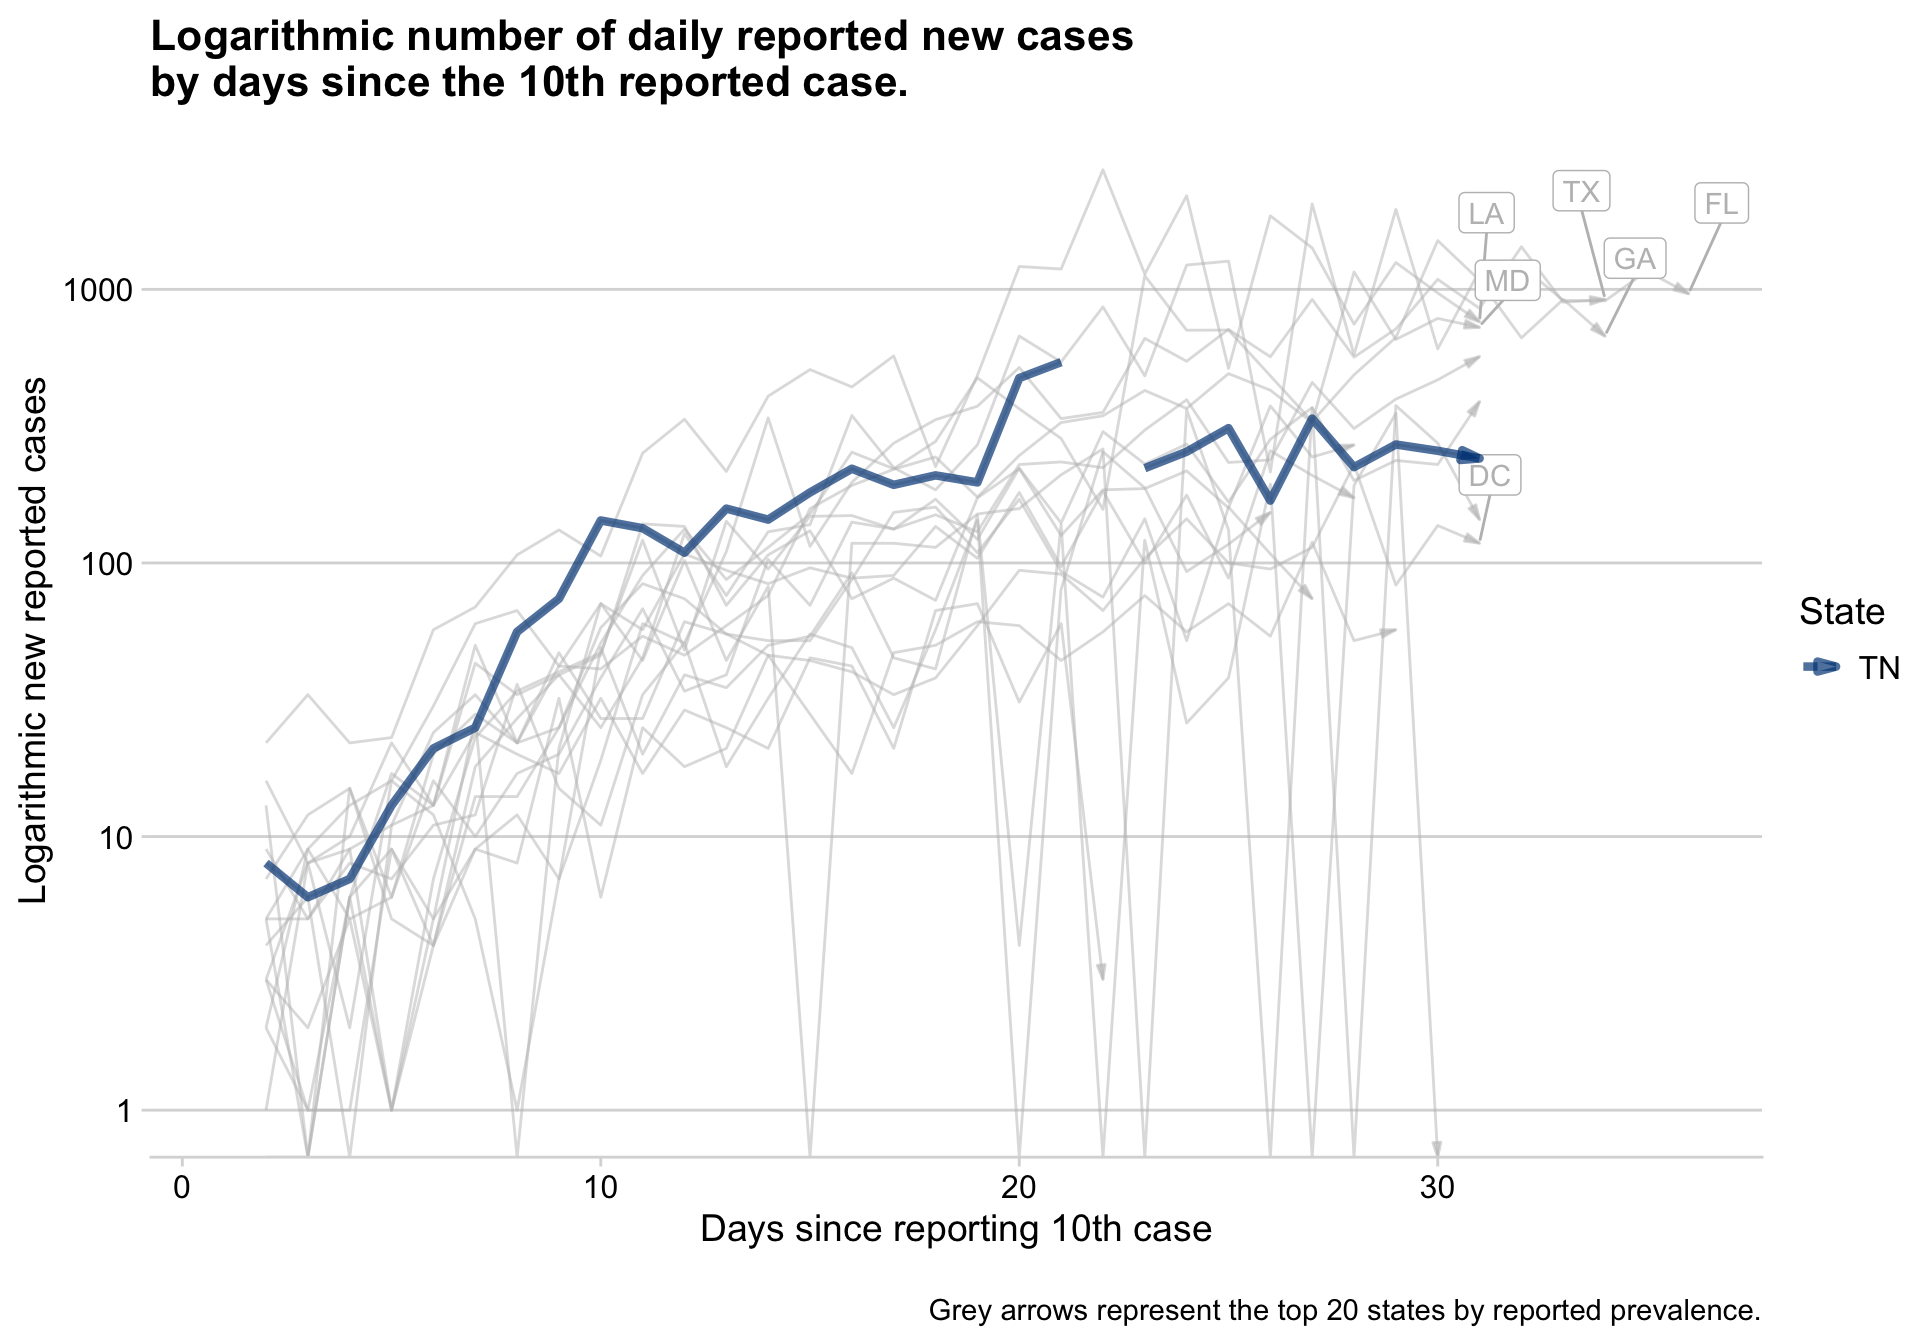 Logarithmic number of daily reported new cases
by days since the 10th reported case.
Logarithmic new reported cases
1000
100
10
1
LA
TX
FL
GA
MD
DC
State
TN
0
10
20
30
Days since reporting 10th case
Grey arrows represent the top 20 states by reported prevalence.